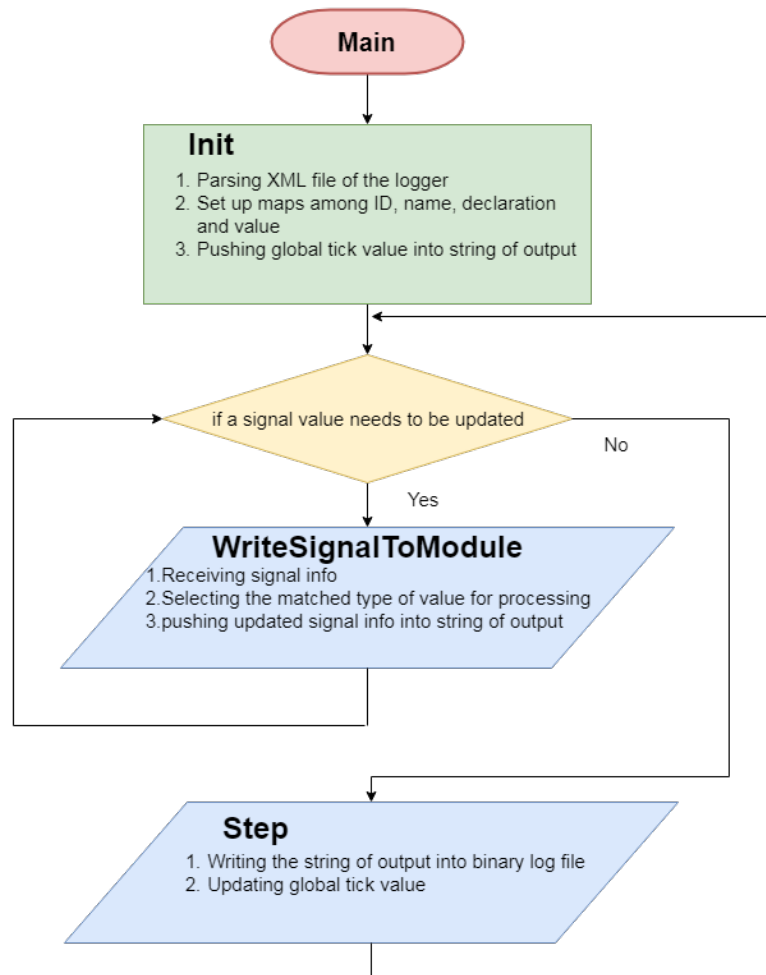 Main
Init
1. Parsing XML file of the logger
2. Set up maps among ID, name, declaration
and value
3. Pushing global tick value into string of output
if a signal value needs to be updated
No
Yes
WriteSignalToModule
1.Receiving signal info
2.Selecting the matched type of value for processing
3.pushing updated signal info into string of output
Step
1. Writing the string of output into binary log file
2. Updating global tick value